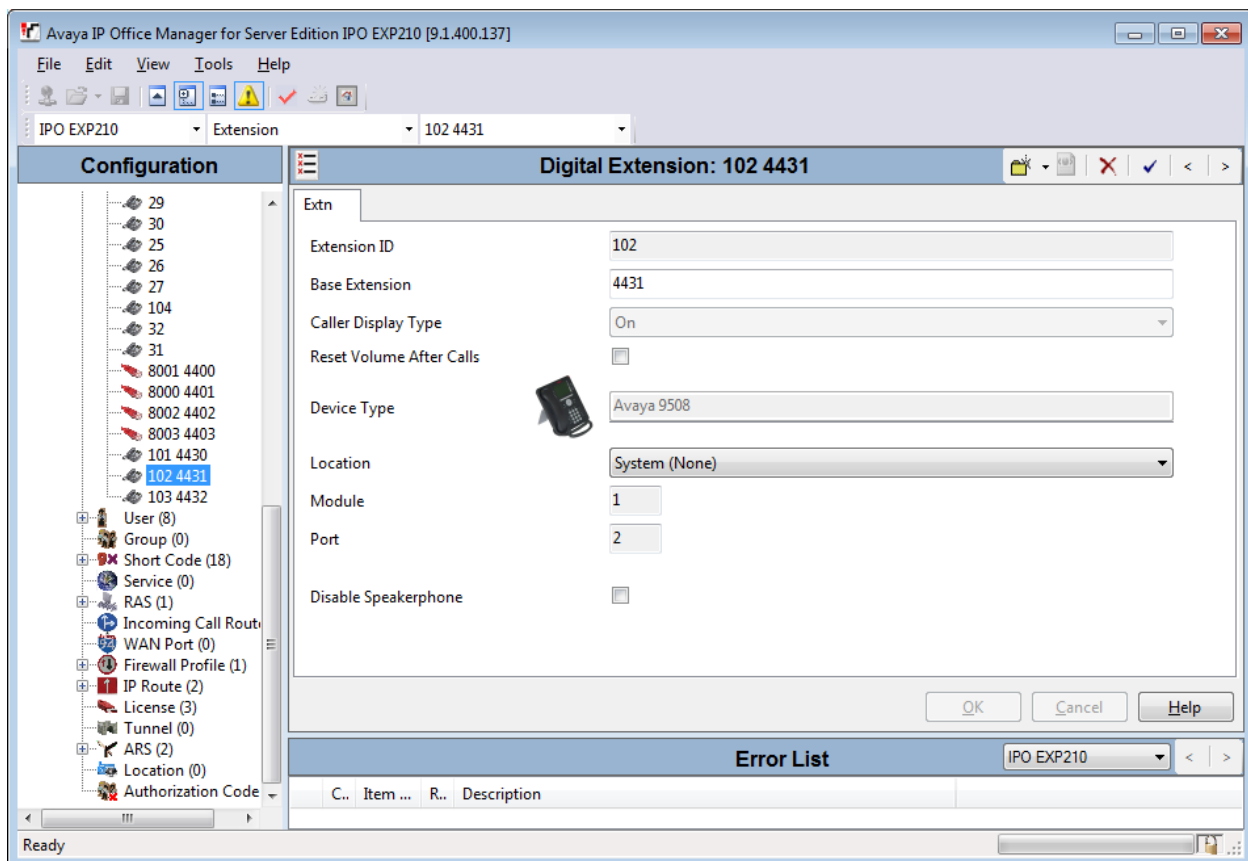 Avaya IP Office Manager for Server Edition IPO EXP210 [9.1.400.137]
File Edit View Tools Help
IPO EXP210 Extension 102 4431
Configuration
29
30
25
26
27
104
32
31
8001 4400
8000 4401
8002 4402
8003 4403
101 4430
102 4431
103 4432
User (8)
Group (0)
Short Code (18)
Service (0)
RAS (1)
Incoming Call Rout
WAN Port (0)
Firewall Profile (1)
IP Route (2)
License (3)
Tunnel (0)
ARS (2)
Location (0)
Authorization Code
Digital Extension: 102 4431
< >
Extn
Extension ID 102
Base Extension 4431
Caller Display Type On
Reset Volume After Calls
Device Type Avaya 9508
Location System (None)
Module 1
Port 2
Disable Speakerphone
OK Cancel Help
Error List IPO EXP210 < >
C.. Item ... R.. Description
Ready